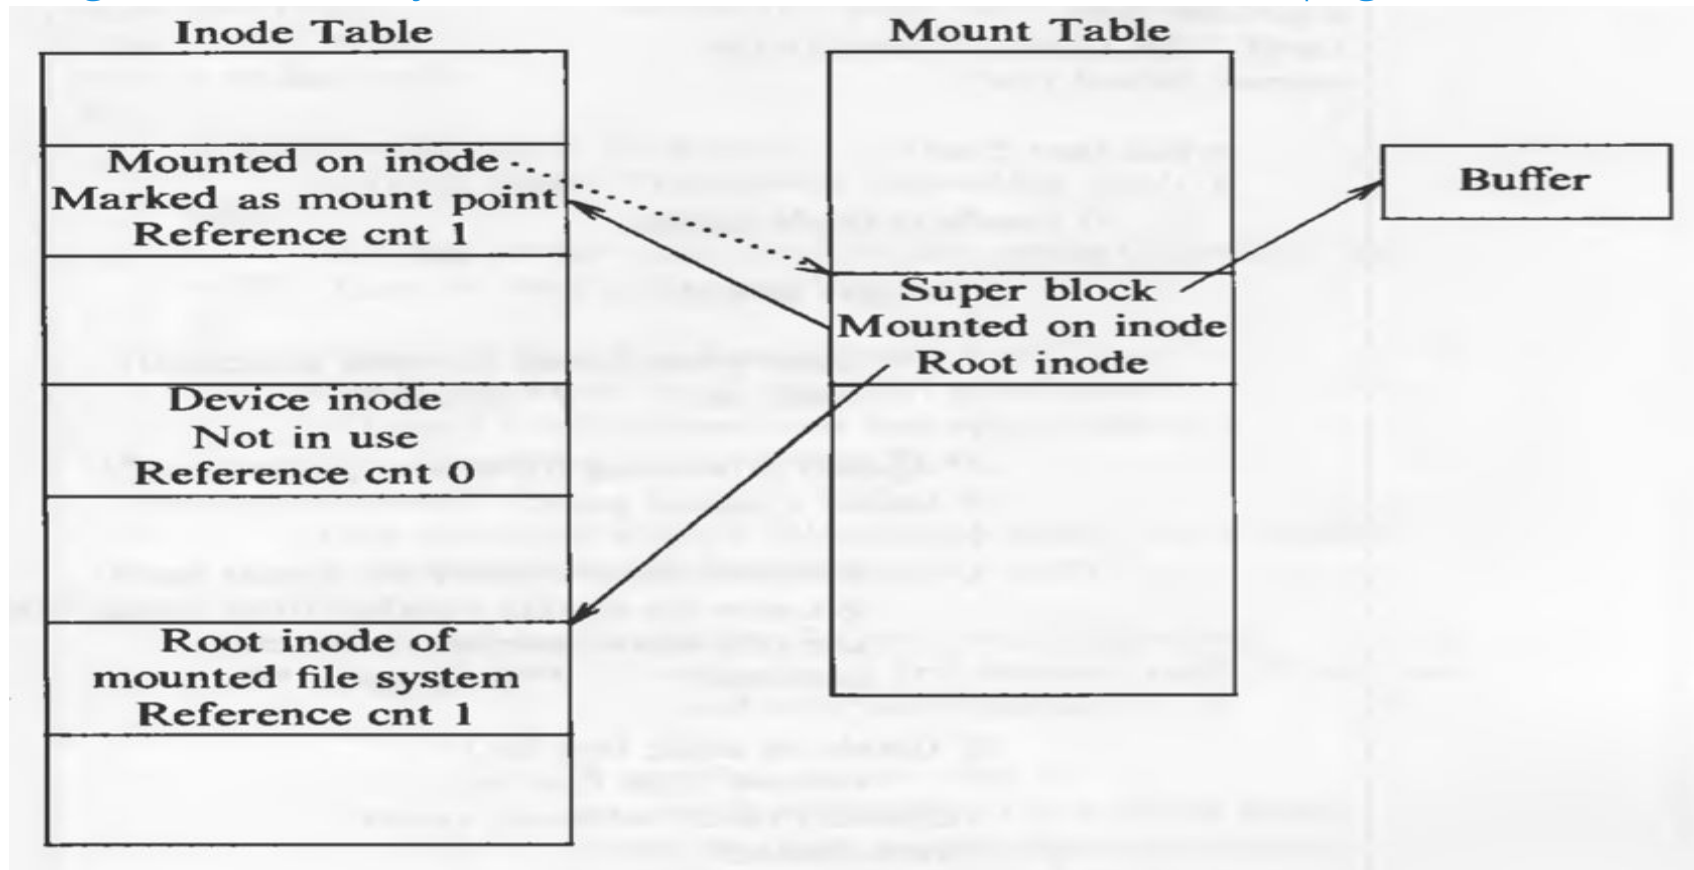 Inode Table
Mounted on inode
Marked as mount point
Reference cnt 1
Device inode
Not in use
Reference cnt 0
Root inode of
mounted file system
Reference cnt 1
Mount Table
Super block
Mounted on inode
Root inode
Buffer